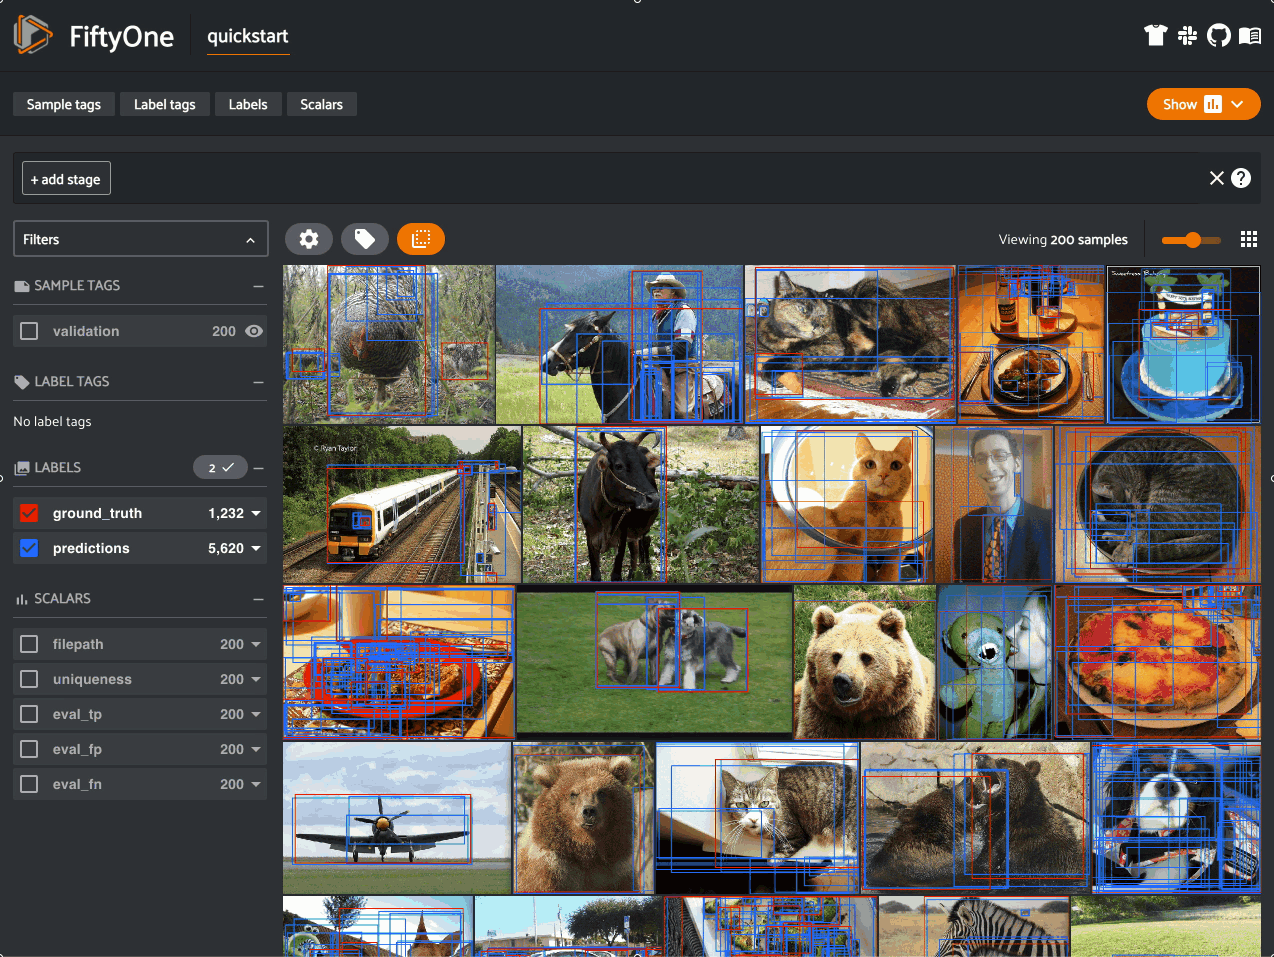 FiftyOne
quickstart
Sample tags
Label tags
Labels
Scalars
Show
+ add stage
Filters
Viewing 200 samples
SAMPLE TAGS
validation 200
LABEL TAGS
No label tags
LABELS 2
ground_truth 1,232
predictions 5,620
SCALARS
filepath 200
uniqueness 200
eval_tp 200
eval_fp 200
eval_fn 200
© Ryan Taylor